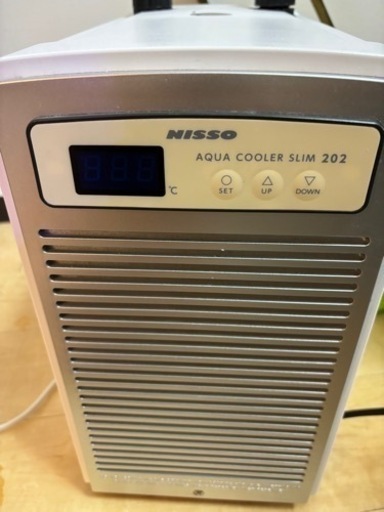 NISSO
AQUA COOLER SLIM 202
℃
SET
UP
DOWN